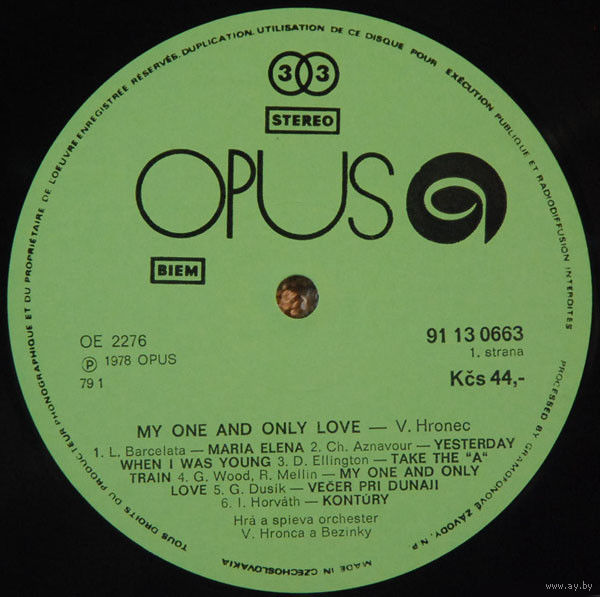 TOUS DROITS DU PRODUCTEUR PHONOGRAPHIQUE ET DU PROPRIÉTAIRE DE L'OEUVRE ENREGISTRÉE RÉSERVÉS. DUPLICATION, UTILISATION DE CE DISQUE POUR EXÉCUTION PUBLIQUE ET RADIODIFFUSION INTERDITES
33
STEREO
OPUS
BIEM
OE 2276
Ⓟ 1978 OPUS
79 1
91 13 0663
1. strana
Kčs 44,-
MY ONE AND ONLY LOVE — V. Hronec
1. L. Barcelata — MARIA ELENA 2. Ch. Aznavour — YESTERDAY
WHEN I WAS YOUNG 3. D. Ellington — TAKE THE "A"
TRAIN 4. G. Wood, R. Mellin — MY ONE AND ONLY
LOVE 5. G. Dusík — VEČER PRI DUNAJI
6. I. Horváth — KONTÚRY
Hrá a spieva orchester
V. Hronca a Bezinky
PROCESSED BY GRAMOFONOVÉ ZÁVODY, N. P.
MADE IN CZECHOSLOVAKIA
www.ay.by